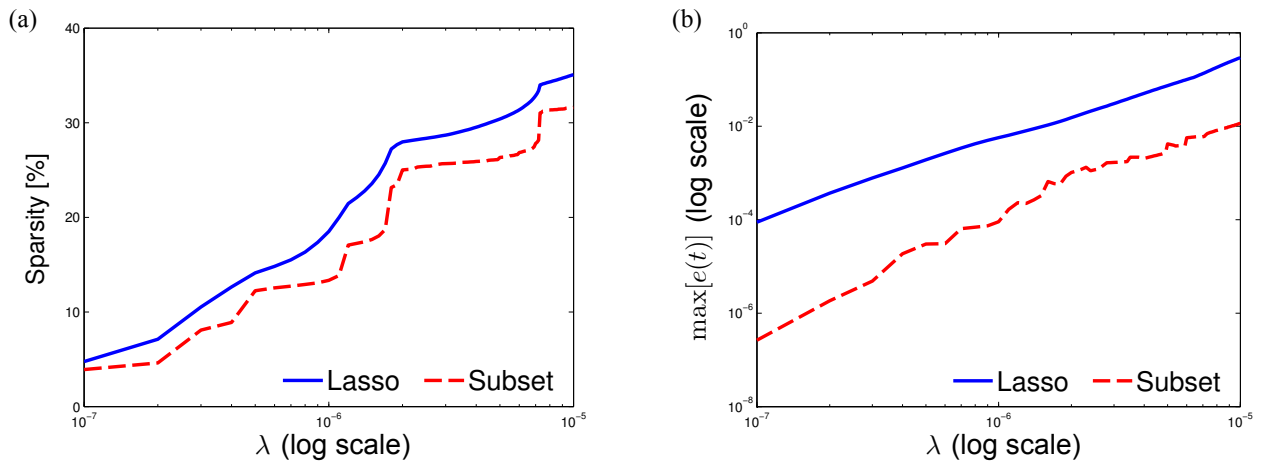 (a)
Sparsity [%]
40
30
20
10
0
10^-7
10^-6
10^-5
λ (log scale)
Lasso
Subset
(b)
max[e(t)] (log scale)
10^0
10^-2
10^-4
10^-6
10^-8
10^-7
10^-6
10^-5
λ (log scale)
Lasso
Subset